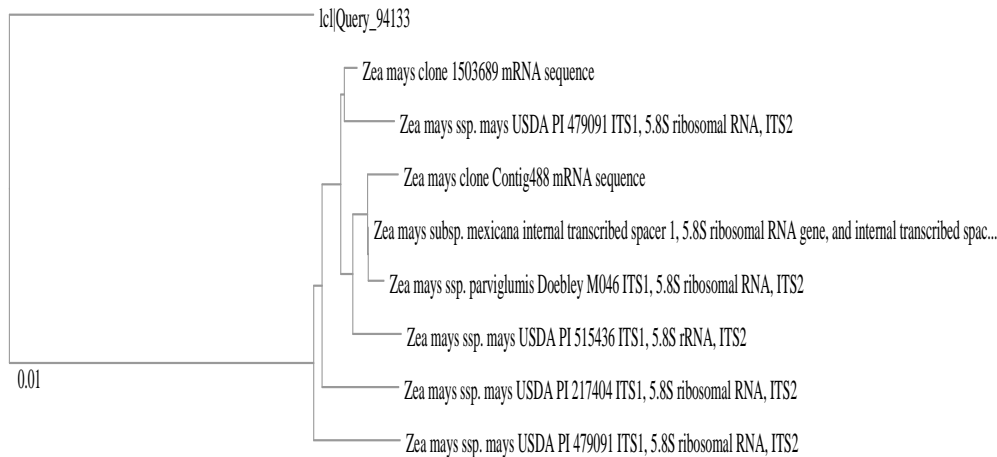 lcl|Query_94133
Zea mays clone 1503689 mRNA sequence
Zea mays ssp. mays USDA PI 479091 ITS1, 5.8S ribosomal RNA, ITS2
Zea mays clone Contig488 mRNA sequence
Zea mays subsp. mexicana internal transcribed spacer 1, 5.8S ribosomal RNA gene, and internal transcribed spac...
Zea mays ssp. parviglumis Doebley M046 ITS1, 5.8S ribosomal RNA, ITS2
Zea mays ssp. mays USDA PI 515436 ITS1, 5.8S rRNA, ITS2
0.01
Zea mays ssp. mays USDA PI 217404 ITS1, 5.8S ribosomal RNA, ITS2
Zea mays ssp. mays USDA PI 479091 ITS1, 5.8S ribosomal RNA, ITS2